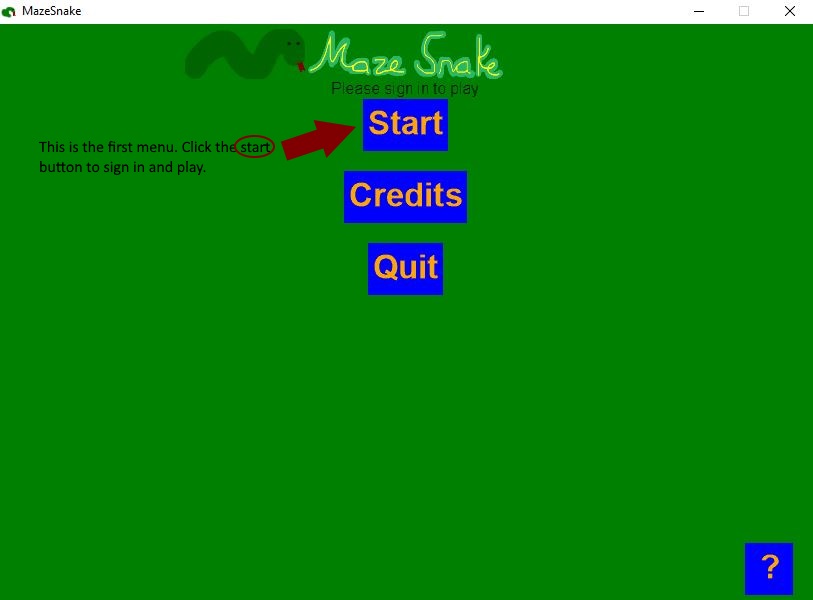 MazeSnake
Maze Snake
Please sign in to play
Start
This is the first menu. Click the start
button to sign in and play.
Credits
Quit
?